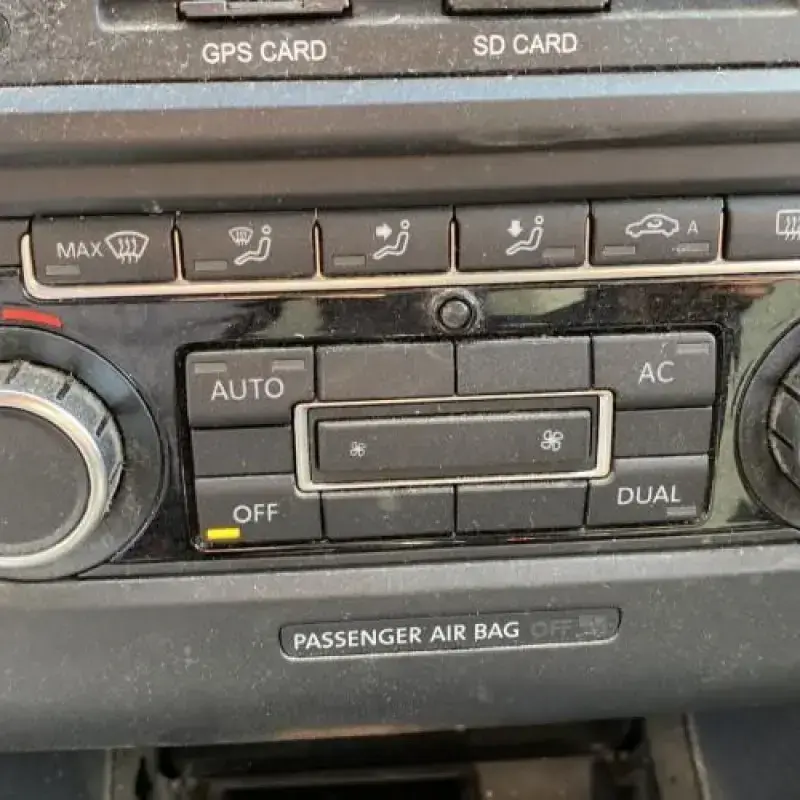 GPS CARD
SD CARD
MAX
A
AUTO
AC
OFF
DUAL
PASSENGER AIR BAG OFF